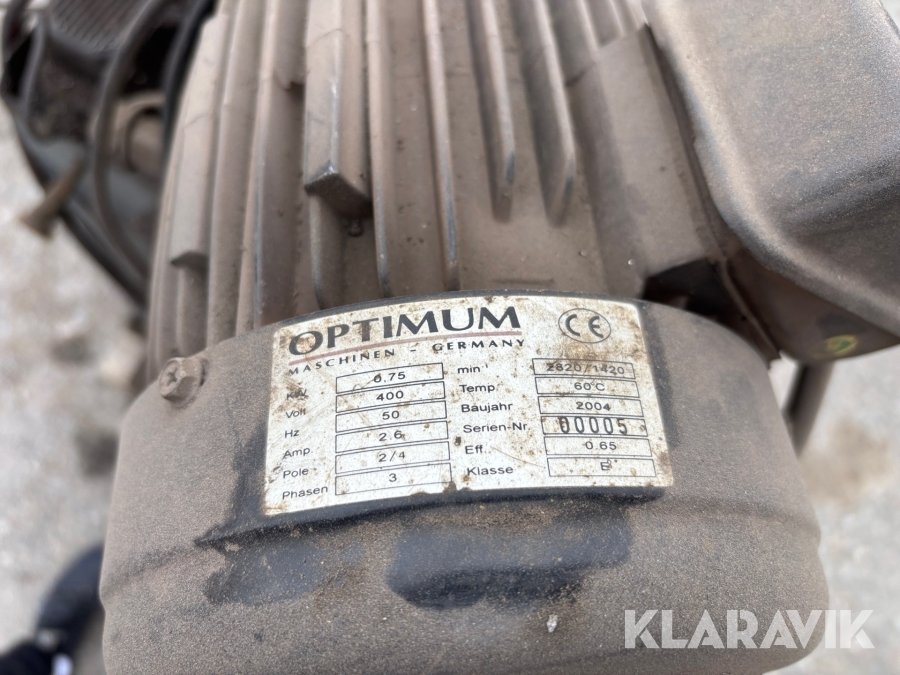 OPTIMUM CE
MASCHINEN - GERMANY
KW 0.75 min⁻¹ 2820/1420
Volt 400 Temp. 60°C
Hz 50 Baujahr 2004
Amp. 2.6 Serien-Nr. 00005
Pole 2/4 Eff. 0.65
Phasen 3 Klasse E
KLARAVIK